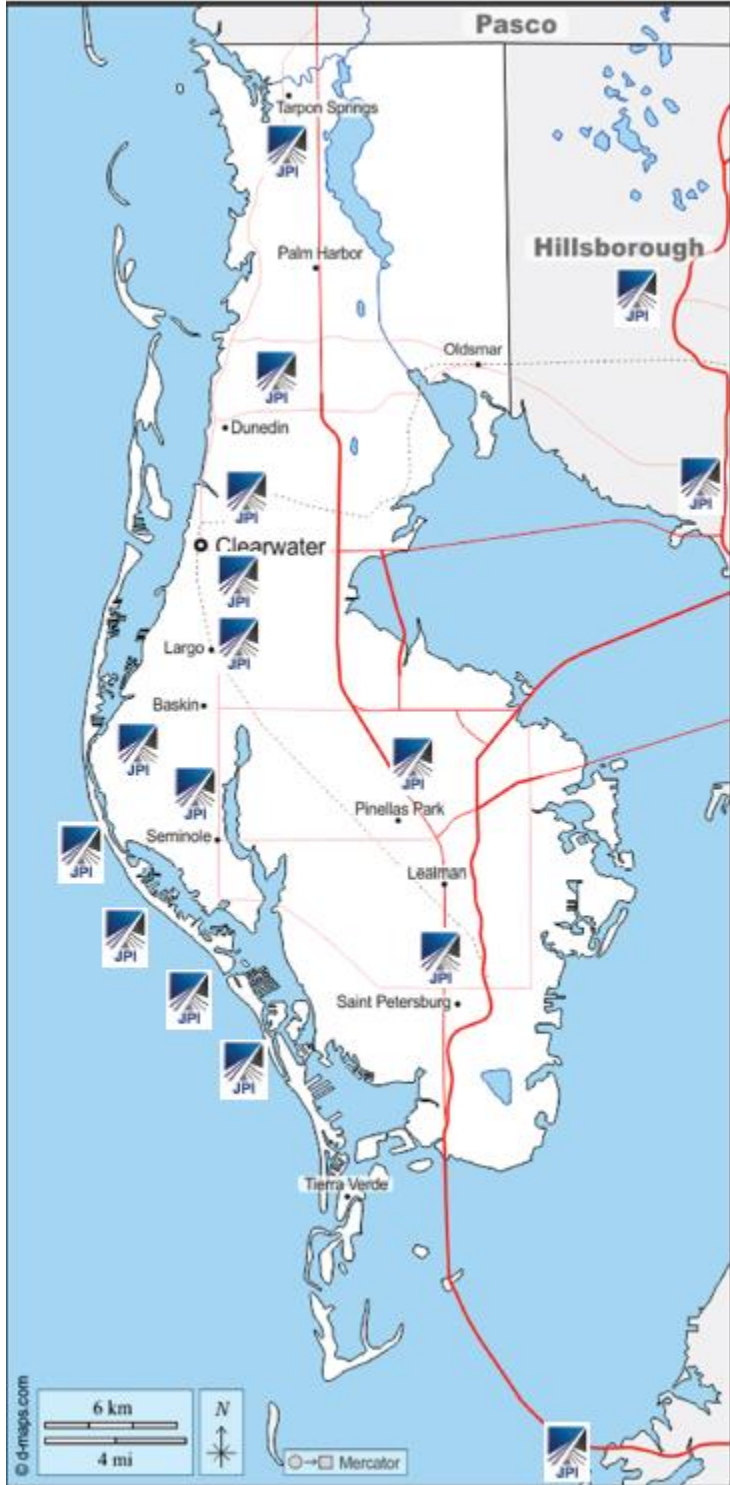 Pasco
Tarpon Springs
JPI
Palm Harbor
Hillsborough
JPI
Oldsmar
JPI
Dunedin
JPI
JPI
Clearwater
JPI
Largo
JPI
Baskin
JPI
JPI
JPI
Pinellas Park
Seminole
JPI
Lealman
JPI
JPI
Saint Petersburg
JPI
JPI
Tierra Verde
© d-maps.com
6 km
4 mi
N
Mercator
JPI